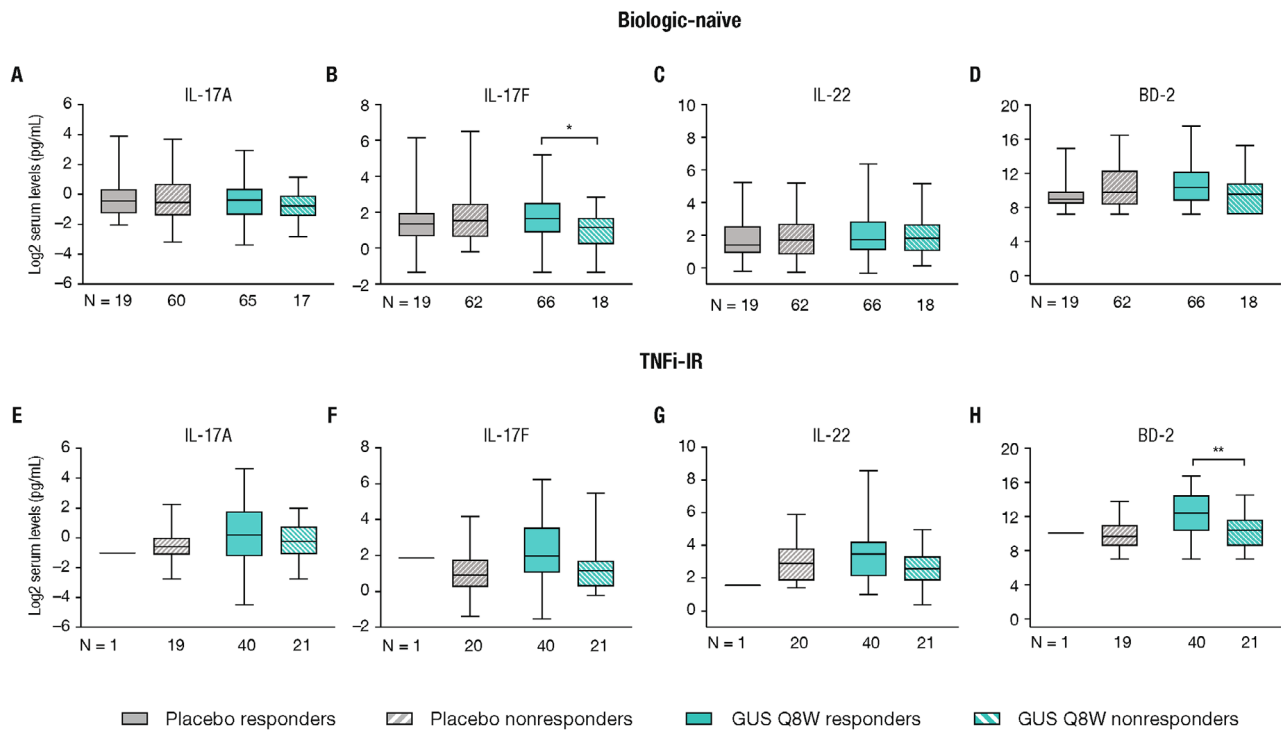 Biologic-naïve
A
IL-17A
Log2 serum levels (pg/mL)
6
4
2
0
–2
–4
–6
N = 19 60 65 17
B
IL-17F
8
6
4
2
0
–2
*
N = 19 62 66 18
C
IL-22
10
8
6
4
2
0
N = 19 62 66 18
D
BD-2
20
16
12
8
4
0
N = 19 62 66 18
TNFi-IR
E
IL-17A
Log2 serum levels (pg/mL)
6
4
2
0
–2
–4
–6
N = 1 19 40 21
F
IL-17F
8
6
4
2
0
–2
N = 1 20 40 21
G
IL-22
10
8
6
4
2
0
N = 1 20 40 21
H
BD-2
20
16
12
8
4
0
**
N = 1 19 40 21
Placebo responders Placebo nonresponders GUS Q8W responders GUS Q8W nonresponders